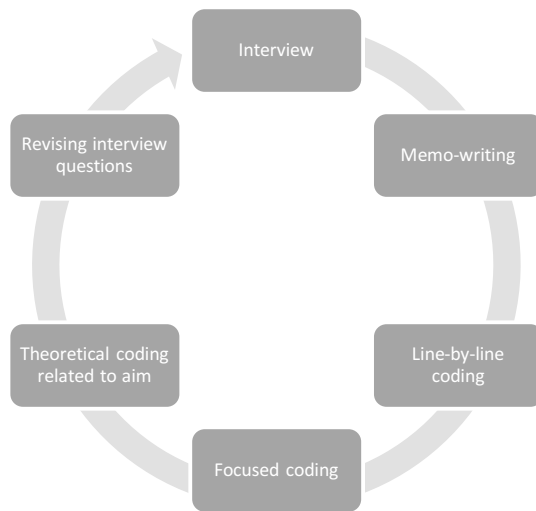 Interview
Memo-writing
Line-by-line
coding
Focused coding
Theoretical coding
related to aim
Revising interview
questions